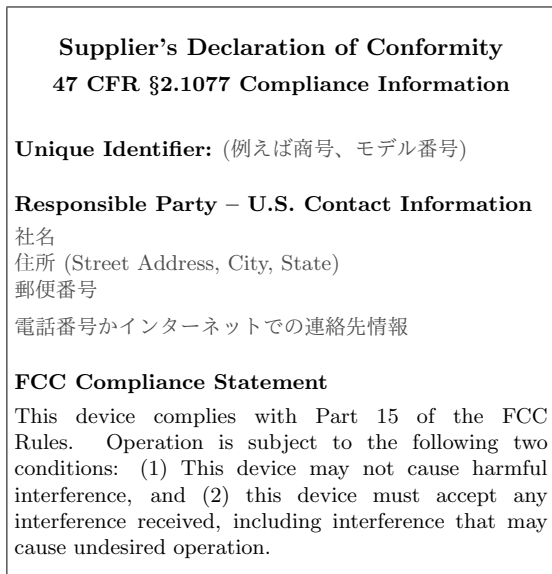 Supplier's Declaration of Conformity
47 CFR §2.1077 Compliance Information
Unique Identifier: (例えば商号、モデル番号)
Responsible Party – U.S. Contact Information
社名
住所 (Street Address, City, State)
郵便番号
電話番号かインターネットでの連絡先情報
FCC Compliance Statement
This device complies with Part 15 of the FCC
Rules. Operation is subject to the following two
conditions: (1) This device may not cause harmful
interference, and (2) this device must accept any
interference received, including interference that may
cause undesired operation.